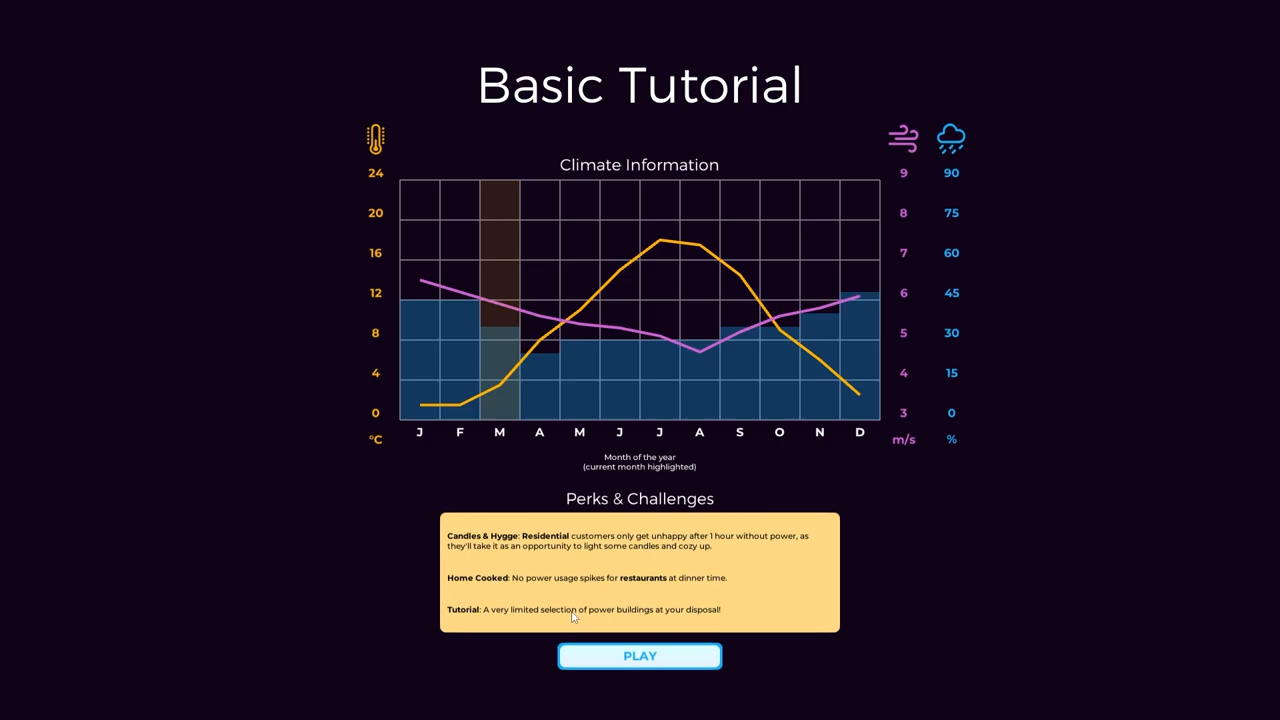 Basic Tutorial
Climate Information
24
20
16
12
8
4
0
°C
9
8
7
6
5
4
3
m/s
90
75
60
45
30
15
0
%
J F M A M J J A S O N D
Month of the year
(current month highlighted)
Perks & Challenges
Candles & Hygge: Residential customers only get unhappy after 1 hour without power, as
they'll take it as an opportunity to light some candles and cozy up.
Home Cooked: No power usage spikes for restaurants at dinner time.
Tutorial: A very limited selection of power buildings at your disposal!
PLAY